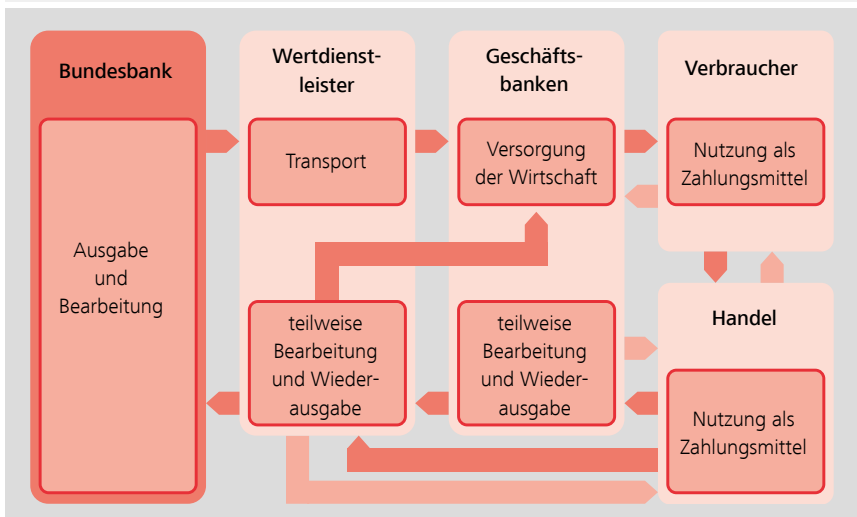 Bundesbank
Ausgabe
und
Bearbeitung
Wertdienst-
leister
Transport
teilweise
Bearbeitung
und Wieder-
ausgabe
Geschäfts-
banken
Versorgung
der Wirtschaft
teilweise
Bearbeitung
und Wieder-
ausgabe
Verbraucher
Nutzung als
Zahlungsmittel
Handel
Nutzung als
Zahlungsmittel